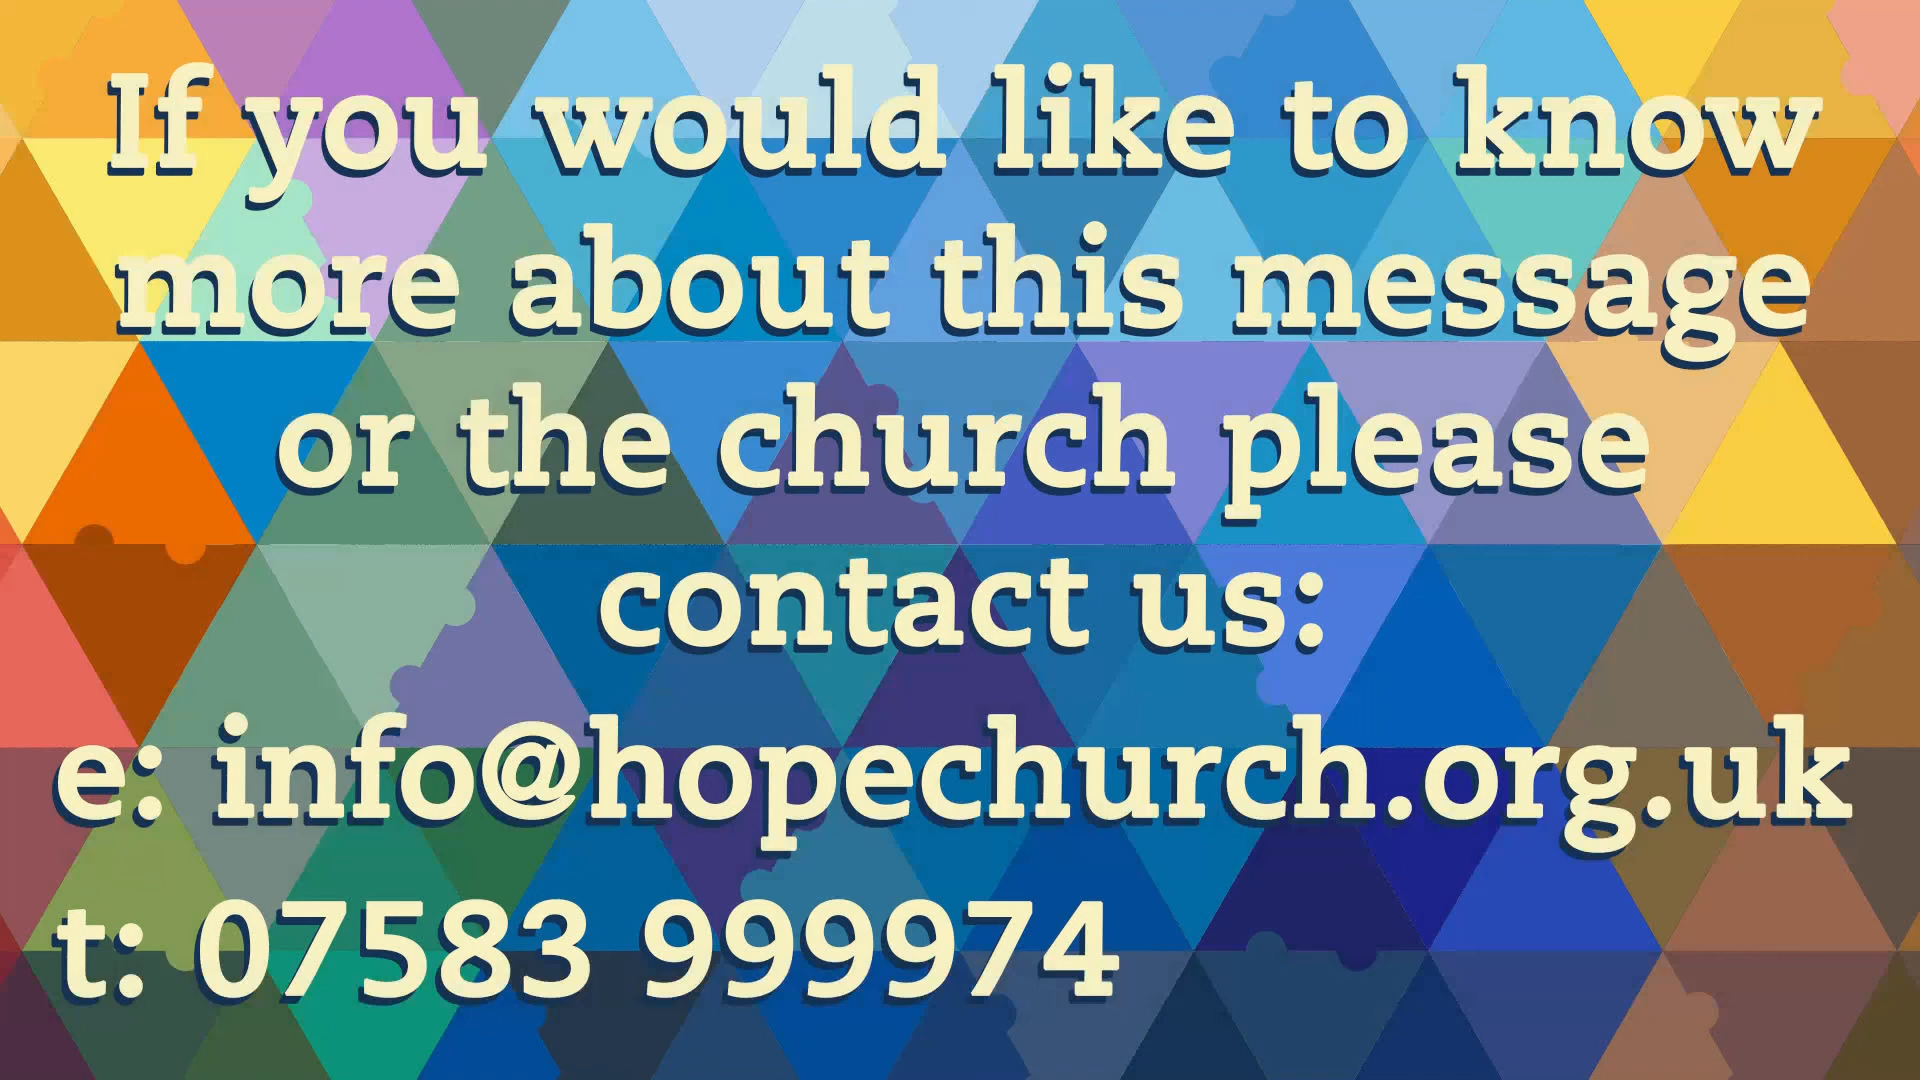 If you would like to know
more about this message
or the church please
contact us:
e: info@hopechurch.org.uk
t: 07583 999974